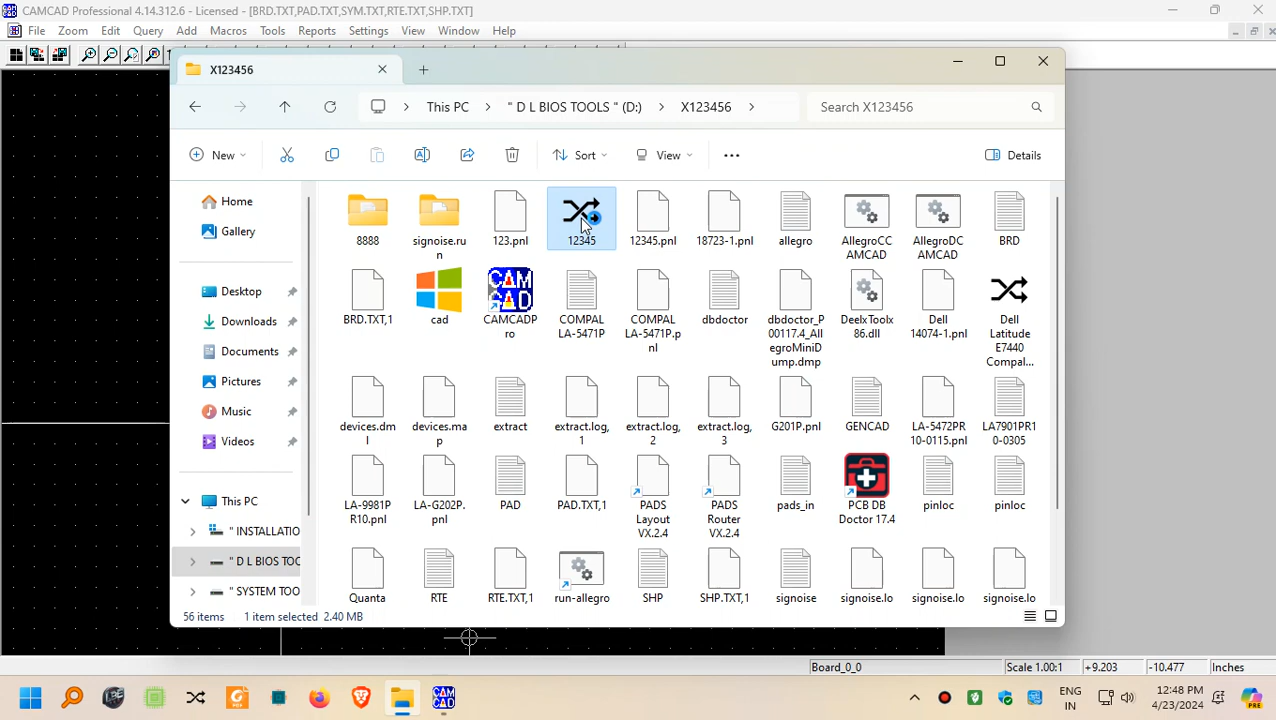 CAMCAD Professional 4.14.312.6 - Licensed - [BRD.TXT,PAD.TXT,SYM.TXT,RTE.TXT,SHP.TXT]
File Zoom Edit Query Add Macros Tools Reports Settings View Window Help
X123456
This PC > " D L BIOS TOOLS " (D:) > X123456 >
Search X123456
New
Sort
View
Details
Home
Gallery
Desktop
Downloads
Documents
Pictures
Music
Videos
This PC
" INSTALLATIO
" D L BIOS TOO
" SYSTEM TOO
8888
signoise.ru
n
123.pnl
12345
12345.pnl
18723-1.pnl
allegro
AllegroCC
AMCAD
AllegroDC
AMCAD
BRD
BRD.TXT,1
cad
CAM
CAD
CAMCADP
ro
COMPAL
LA-5471P
COMPAL
LA-5471P.p
nl
dbdoctor
dbdoctor_P
00117.4_All
egroMiniD
ump.dmp
DeelxToolx
86.dll
Dell
14074-1.pnl
Dell
Latitude
E7440
Compal...
devices.dm
l
devices.ma
p
extract
extract.log,
1
extract.log,
2
extract.log,
3
G201P.pnl
GENCAD
LA-5472PR
10-0115.pnl
LA7901PR1
0-0305
LA-9981P
R10.pnl
LA-G202P.
pnl
PAD
PAD.TXT,1
PADS
Layout
VX.2.4
PADS
Router
VX.2.4
pads_in
PCB DB
Doctor 17.4
pinloc
pinloc
Quanta
RTE
RTE.TXT,1
run-allegro
SHP
SHP.TXT,1
signoise
signoise.lo
signoise.lo
signoise.lo
56 items 1 item selected 2.40 MB
Board_0_0 Scale 1.00:1 +9.203 -10.477 Inches
ENG
IN
12:48 PM
4/23/2024
PRE